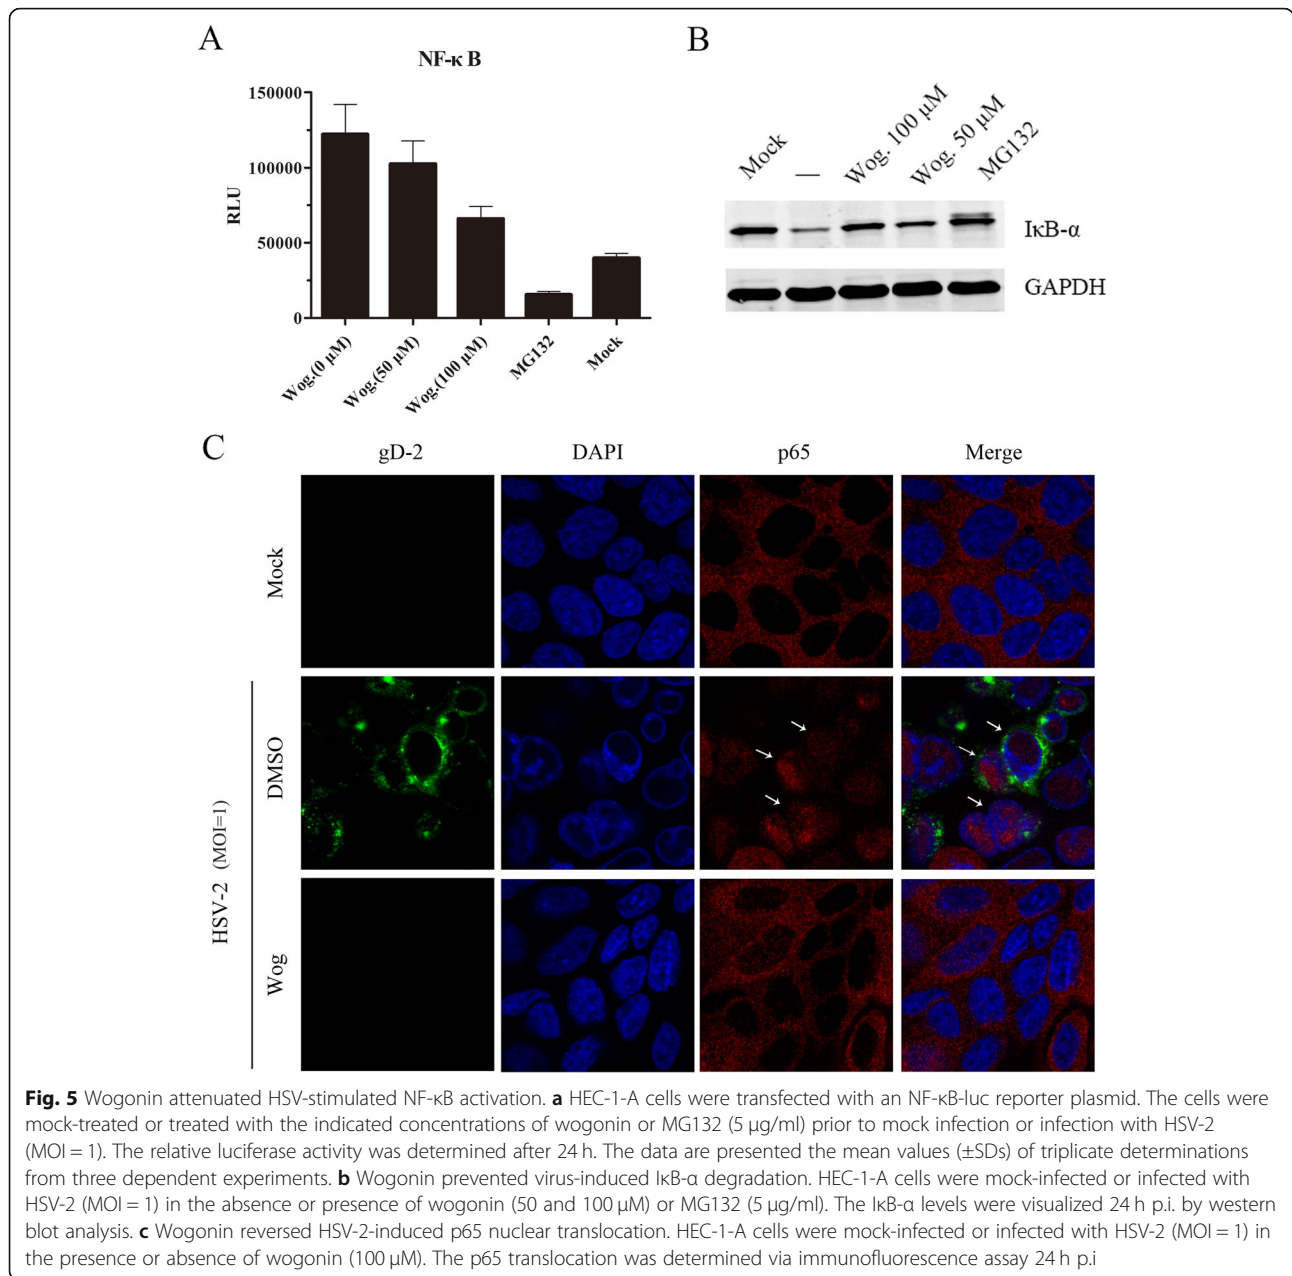 A
NF-κ B
150000
100000
50000
0
RLU
Wog.(0 μM)
Wog.(50 μM)
Wog.(100 μM)
MG132
Mock
B
Mock
—
Wog. 100 μM
Wog. 50 μM
MG132
IκB-α
GAPDH
C
gD-2
DAPI
p65
Merge
Mock
HSV-2 (MOI=1)
DMSO
Wog
Fig. 5 Wogonin attenuated HSV-stimulated NF-κB activation. a HEC-1-A cells were transfected with an NF-κB-luc reporter plasmid. The cells were
mock-treated or treated with the indicated concentrations of wogonin or MG132 (5 μg/ml) prior to mock infection or infection with HSV-2
(MOI = 1). The relative luciferase activity was determined after 24 h. The data are presented the mean values (±SDs) of triplicate determinations
from three dependent experiments. b Wogonin prevented virus-induced IκB-α degradation. HEC-1-A cells were mock-infected or infected with
HSV-2 (MOI = 1) in the absence or presence of wogonin (50 and 100 μM) or MG132 (5 μg/ml). The IκB-α levels were visualized 24 h p.i. by western
blot analysis. c Wogonin reversed HSV-2-induced p65 nuclear translocation. HEC-1-A cells were mock-infected or infected with HSV-2 (MOI = 1) in
the presence or absence of wogonin (100 μM). The p65 translocation was determined via immunofluorescence assay 24 h p.i